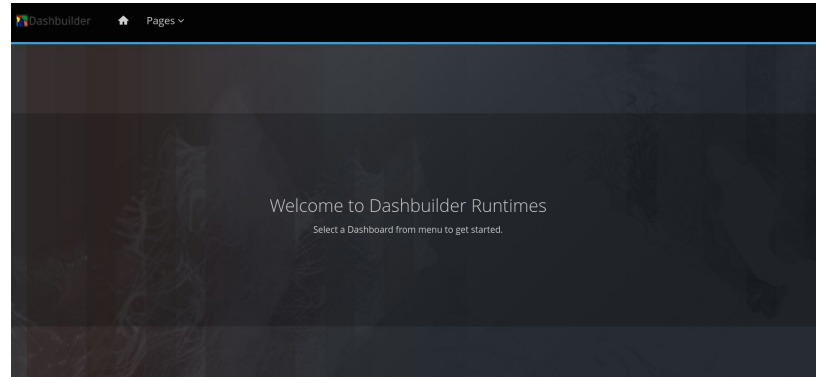 Dashbuilder Pages
Welcome to Dashbuilder Runtimes
Select a Dashboard from menu to get started.